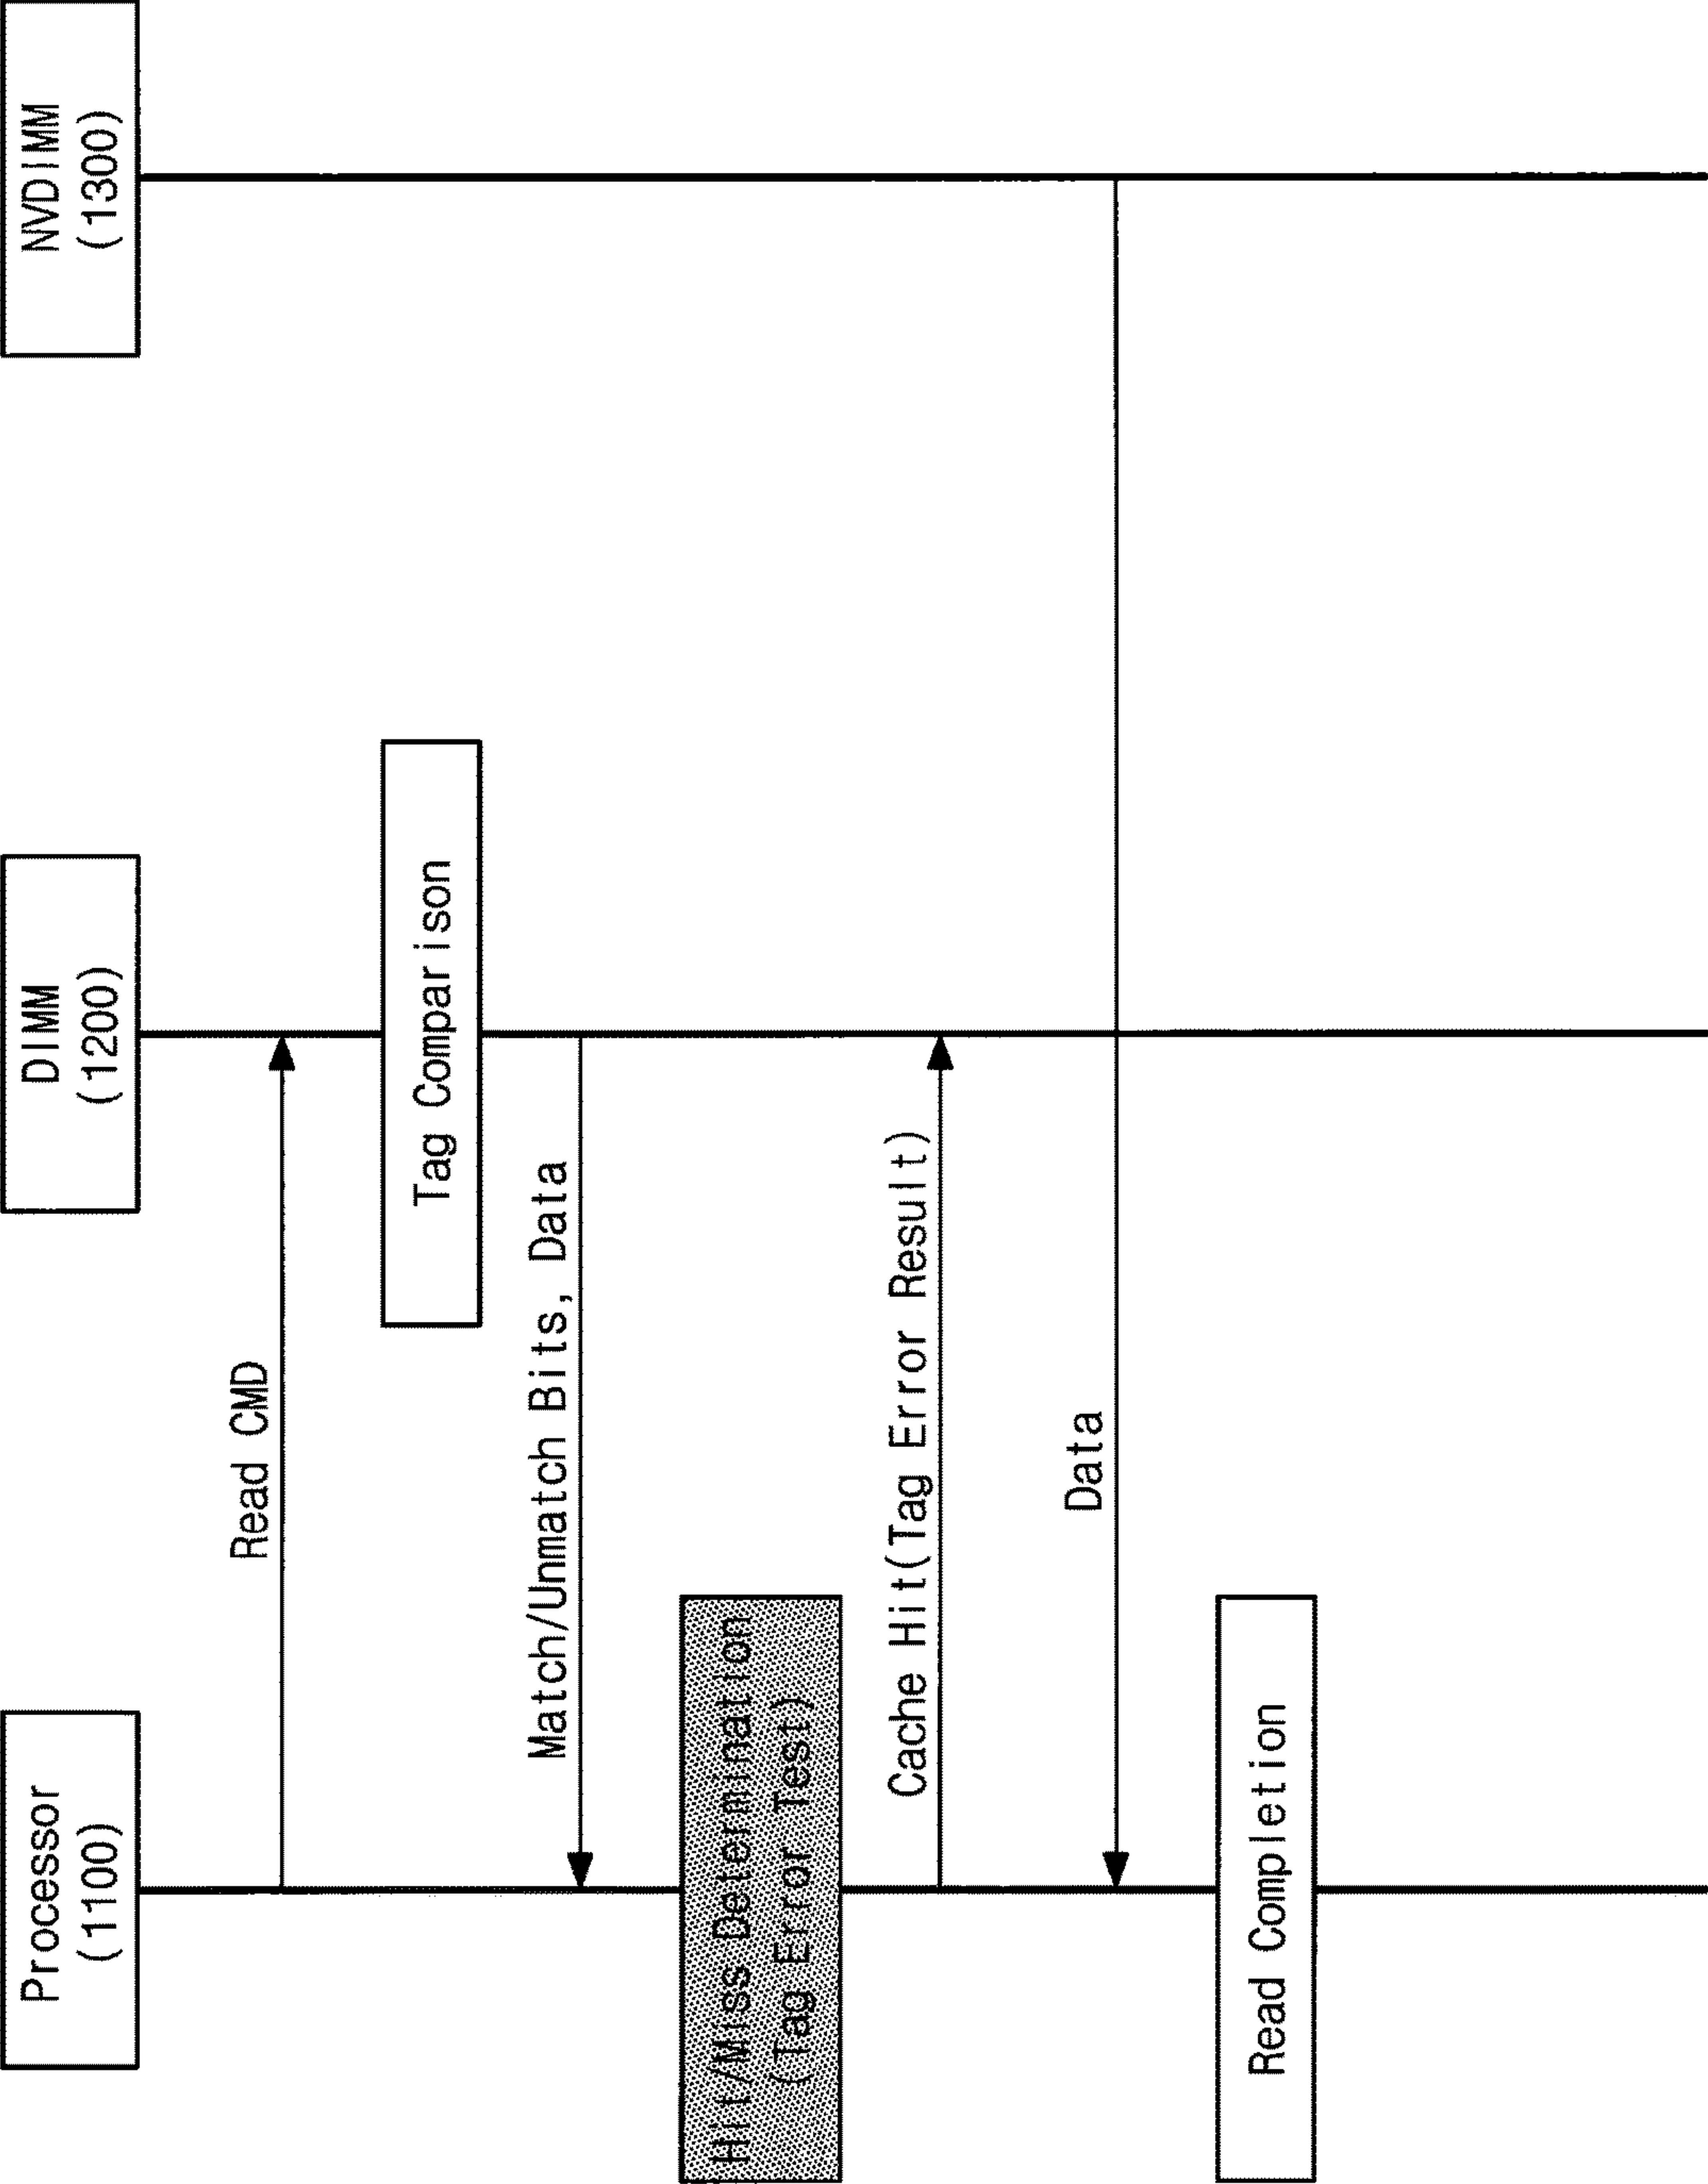 Processor
(1100)
DIMM
(1200)
NVDIMM
(1300)
Read CMD
Tag Comparison
Match/Unmatch Bits, Data
Hit/Miss Determination
(Tag Error Test)
Cache Hit(Tag Error Result)
Data
Read Completion